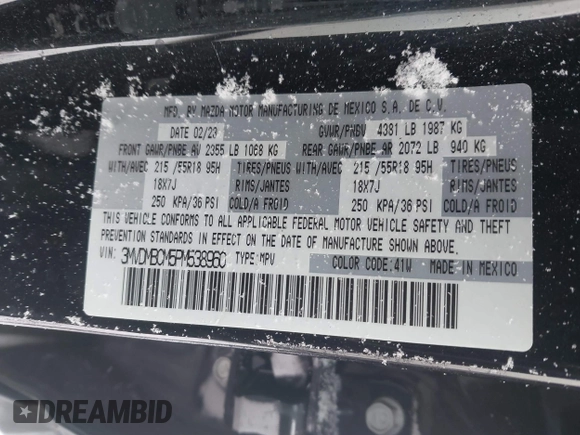 MFD. BY MAZDA MOTOR MANUFACTURING DE MEXICO S.A. DE C.V.
DATE 02/23 GVWR/PNBV 4381 LB 1987 KG
FRONT GAWR/PNBE AV 2355 LB 1068 KG REAR GAWR/PNBE AR 2072 LB 940 KG
WITH/AVEC 215 /55R18 95H TIRES/PNEUS WITH/AVEC 215 /55R18 95H TIRES/PNEUS
18X7J RIMS/JANTES 18X7J RIMS/JANTES
250 KPA/36 PSI COLD/A FROID 250 KPA/36 PSI COLD/A FROID
THIS VEHICLE CONFORMS TO ALL APPLICABLE FEDERAL MOTOR VEHICLE SAFETY AND THEFT
PREVENTION STANDARDS IN EFFECT ON THE DATE OF MANUFACTURE SHOWN ABOVE.
VIN: 3MVDMBCM5PM538960 TYPE:MPV COLOR CODE:41W MADE IN MEXICO
DREAMBID